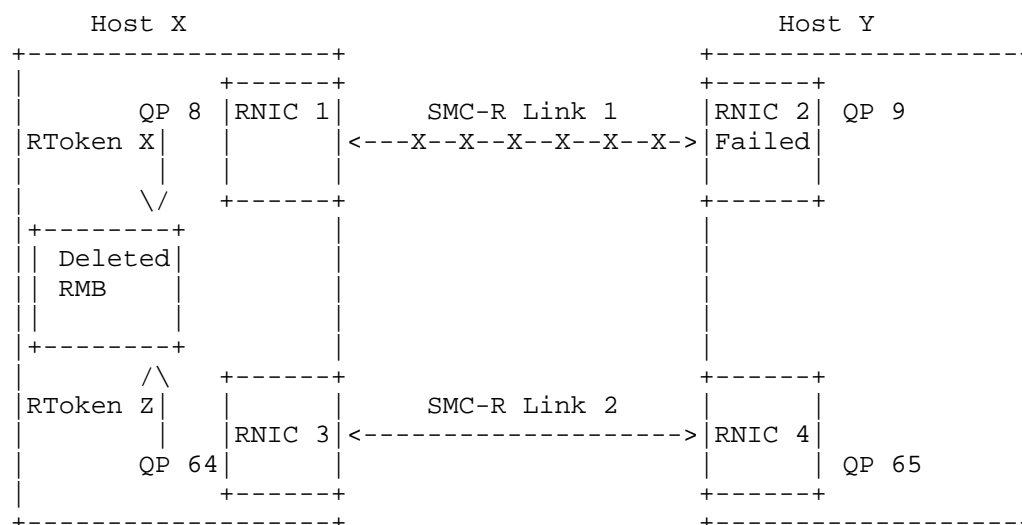 Host X Host Y
QP 8 RNIC 1 SMC-R Link 1 RNIC 2 QP 9
RToken X <---X--X--X--X--X--X-> Failed
Deleted
RMB
RToken Z SMC-R Link 2
RNIC 3 <--------------------> RNIC 4
QP 64 QP 65